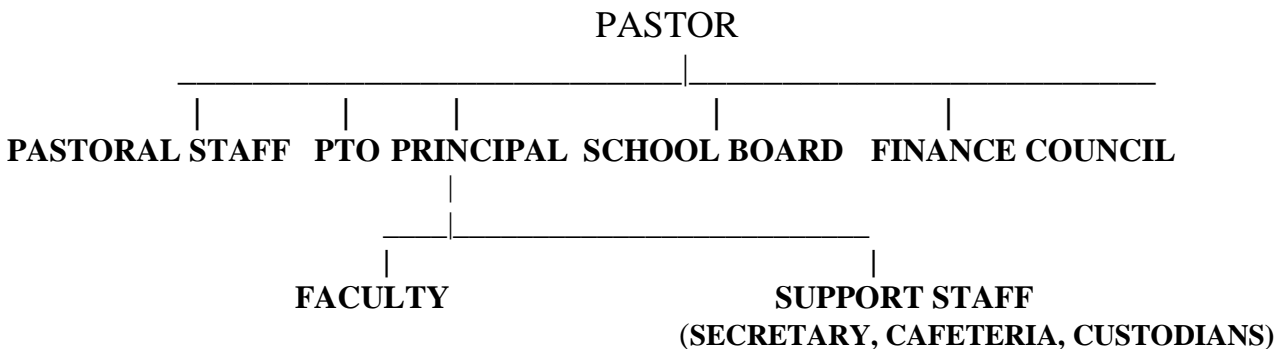 PASTOR
PASTORAL STAFF PTO PRINCIPAL SCHOOL BOARD FINANCE COUNCIL
FACULTY SUPPORT STAFF
(SECRETARY, CAFETERIA, CUSTODIANS)